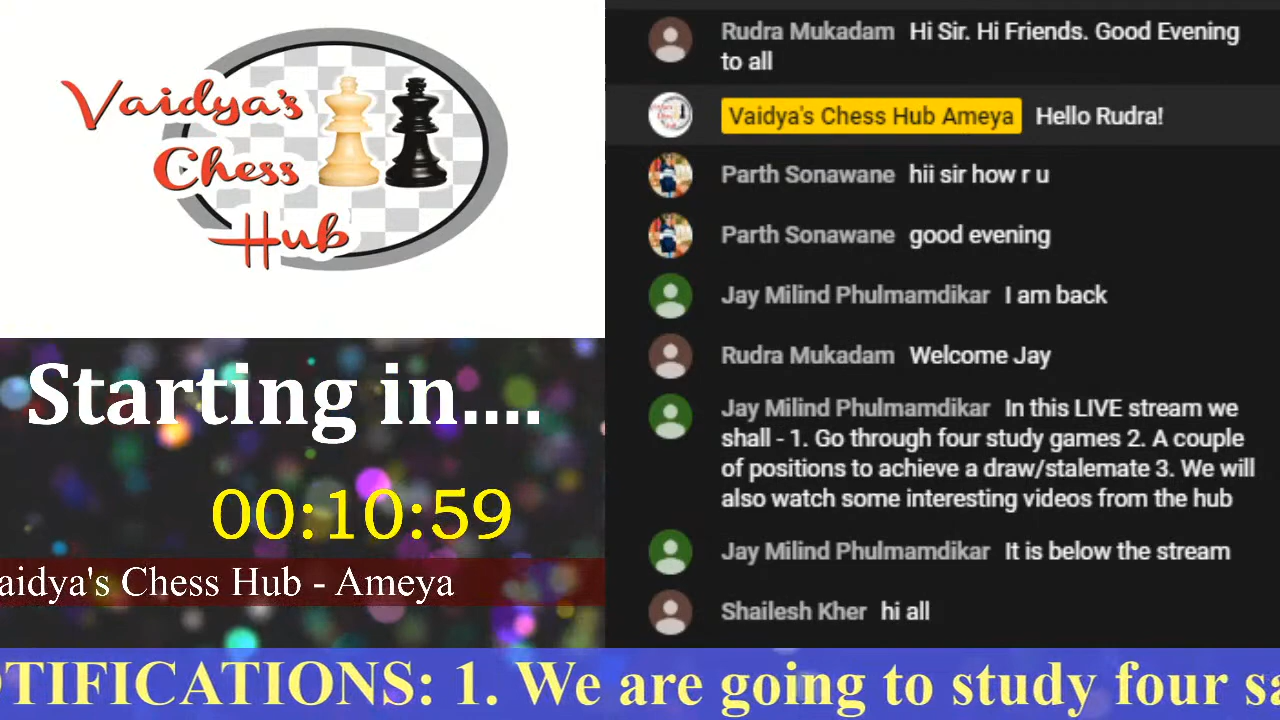 Vaidya's
Chess
Hub
Starting in....
00:10:59
aidya's Chess Hub - Ameya
Rudra Mukadam Hi Sir. Hi Friends. Good Evening
to all
Vaidya's Chess Hub Ameya Hello Rudra!
Parth Sonawane hii sir how r u
Parth Sonawane good evening
Jay Milind Phulmamdikar I am back
Rudra Mukadam Welcome Jay
Jay Milind Phulmamdikar In this LIVE stream we
shall - 1. Go through four study games 2. A couple
of positions to achieve a draw/stalemate 3. We will
also watch some interesting videos from the hub
Jay Milind Phulmamdikar It is below the stream
Shailesh Kher hi all
OTIFICATIONS: 1. We are going to study four sa